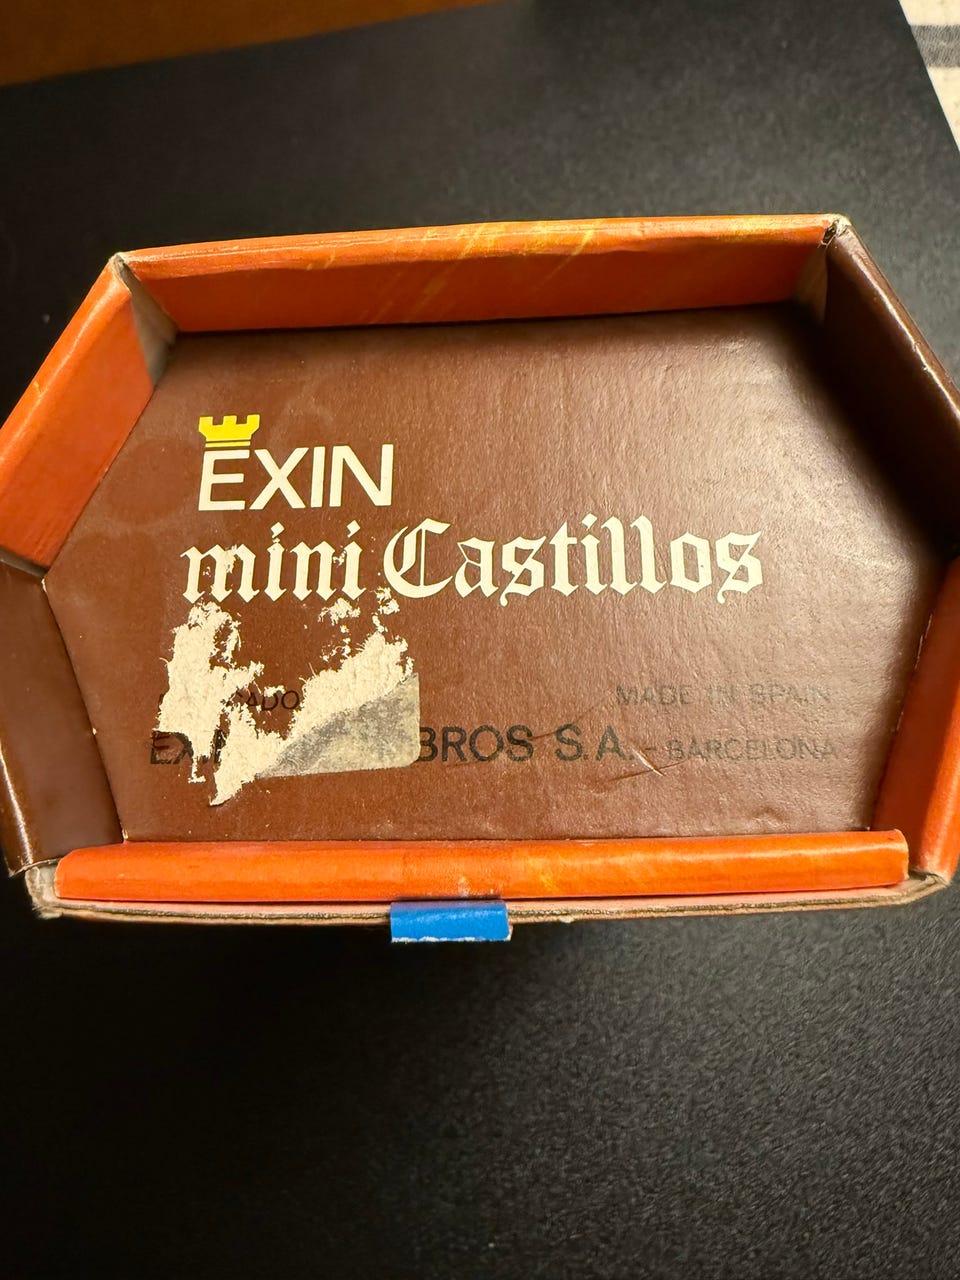 EXIN
mini Castillos
MADE IN SPAIN
BROS S.A. - BARCELONA